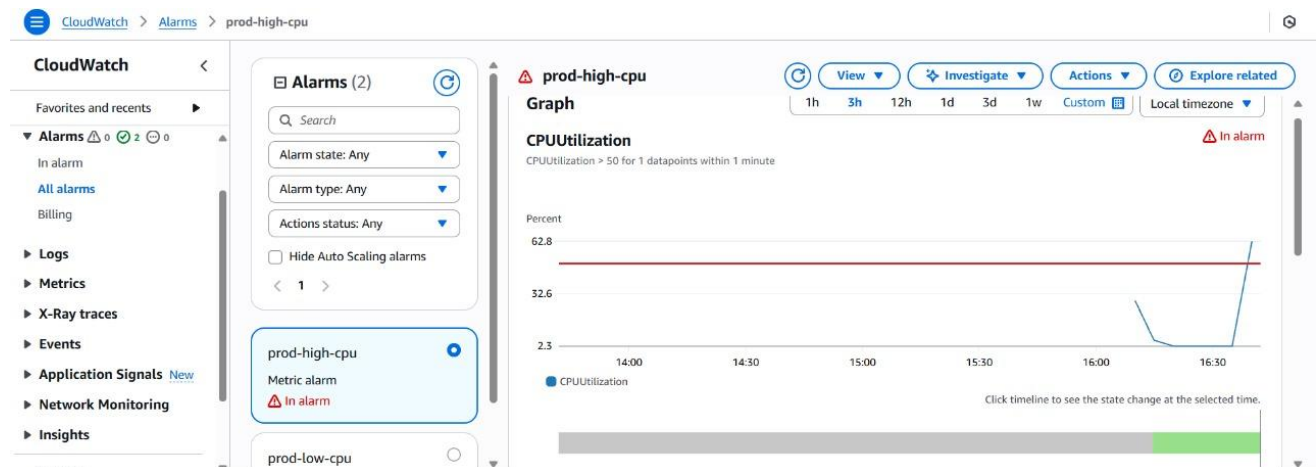 CloudWatch > Alarms > prod-high-cpu
CloudWatch
Favorites and recents
Alarms 0 2 0
In alarm
All alarms
Billing
Logs
Metrics
X-Ray traces
Events
Application Signals New
Network Monitoring
Insights
Alarms (2)
Search
Alarm state: Any
Alarm type: Any
Actions status: Any
Hide Auto Scaling alarms
< 1 >
prod-high-cpu
Metric alarm
In alarm
prod-low-cpu
prod-high-cpu
View
Investigate
Actions
Explore related
Graph
1h 3h 12h 1d 3d 1w Custom
Local timezone
CPUUtilization
In alarm
CPUUtilization > 50 for 1 datapoints within 1 minute
Percent
62.8
32.6
2.3
14:00 14:30 15:00 15:30 16:00 16:30
CPUUtilization
Click timeline to see the state change at the selected time.